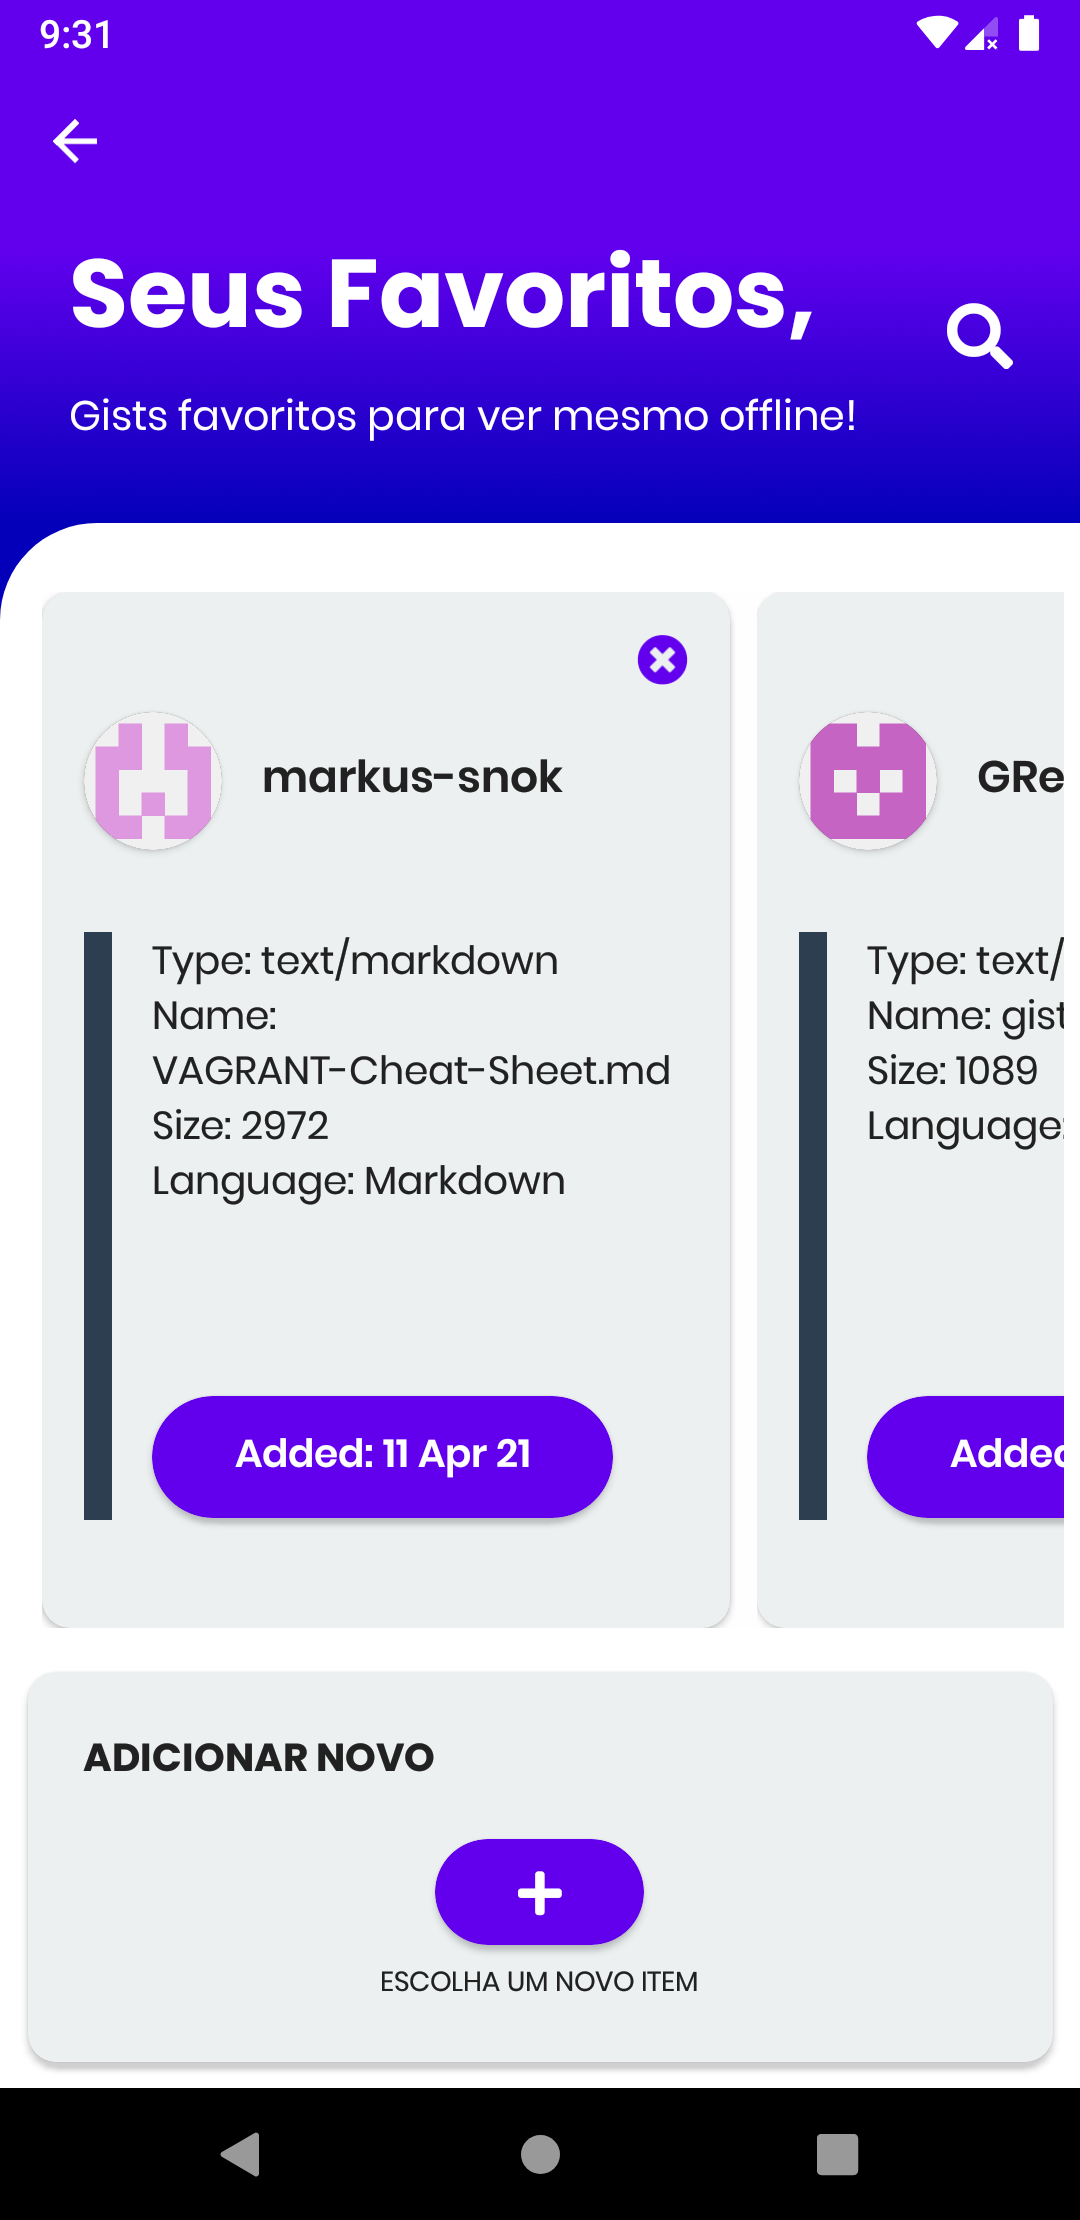 9:31
Seus Favoritos,
Gists favoritos para ver mesmo offline!
markus-snok
Type: text/markdown
Name:
VAGRANT-Cheat-Sheet.md
Size: 2972
Language: Markdown
Added: 11 Apr 21
GRe
Type: text/
Name: gist
Size: 1089
Language:
Added
ADICIONAR NOVO
ESCOLHA UM NOVO ITEM